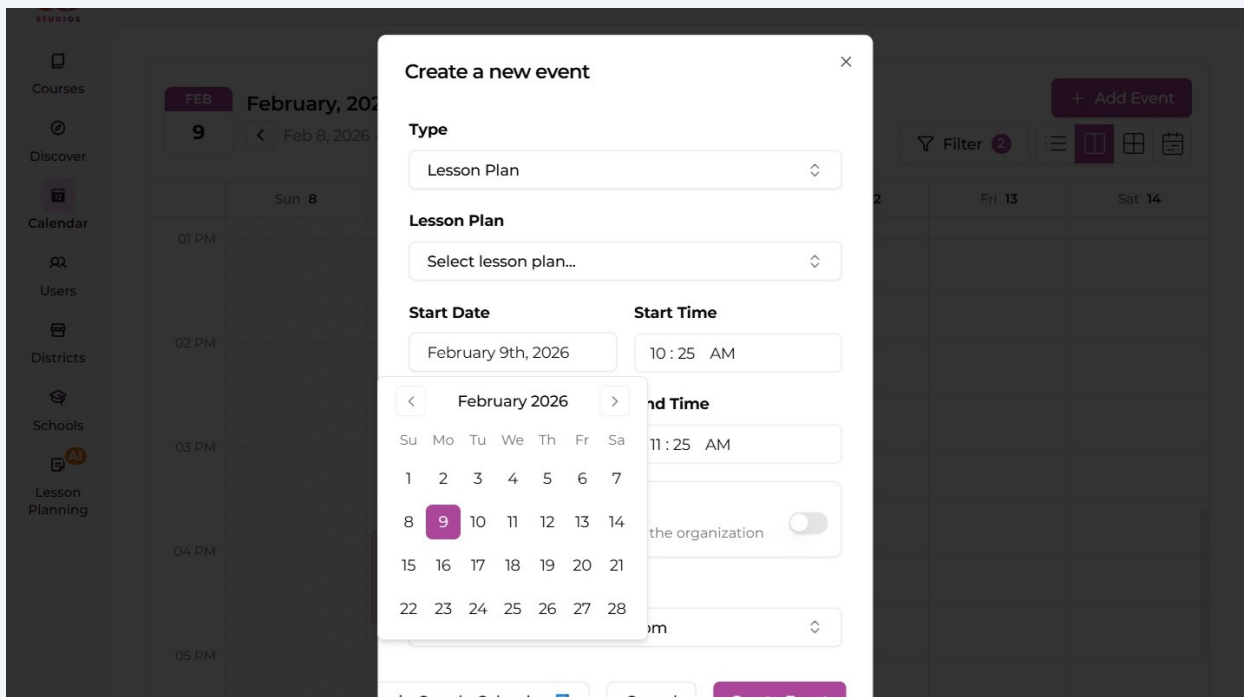 STUDIOS
Courses
Discover
Calendar
Users
Districts
Schools
AI
Lesson
Planning
FEB
9
February, 202
Feb 8, 2026 -
+ Add Event
Filter 2
Sun 8
2
Fri 13
Sat 14
01 PM
02 PM
03 PM
04 PM
05 PM
Create a new event
Type
Lesson Plan
Lesson Plan
Select lesson plan...
Start Date
Start Time
February 9th, 2026
10 : 25 AM
February 2026
nd Time
11 : 25 AM
Su Mo Tu We Th Fr Sa
1 2 3 4 5 6 7
8 9 10 11 12 13 14
15 16 17 18 19 20 21
22 23 24 25 26 27 28
the organization
om